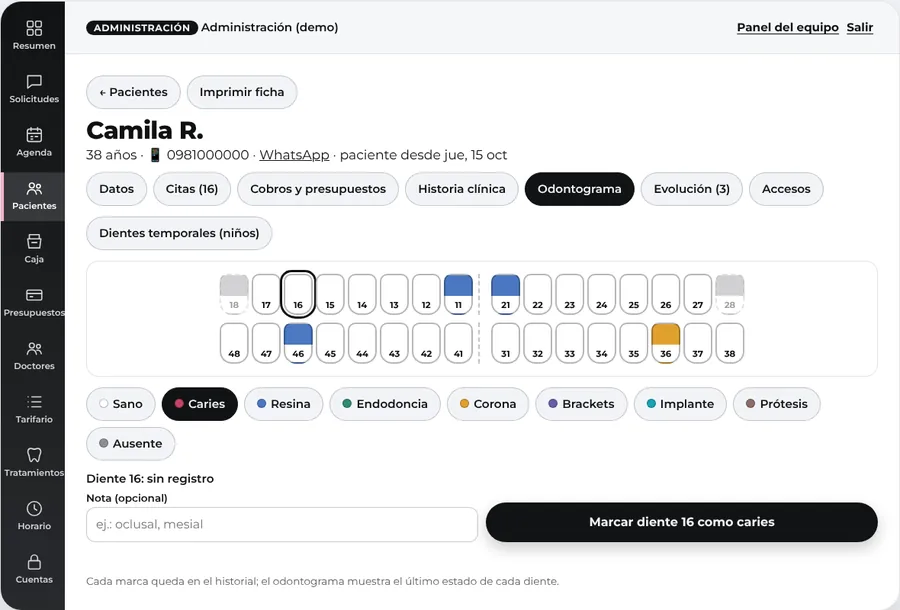 Resumen
Solicitudes
Agenda
Pacientes
Caja
Presupuestos
Doctores
Tarifario
Tratamientos
Horario
Cuentas
ADMINISTRACIÓN Administración (demo)
Panel del equipo Salir
← Pacientes Imprimir ficha
Camila R.
38 años · 📱 0981000000 · WhatsApp · paciente desde jue, 15 oct
Datos Citas (16) Cobros y presupuestos Historia clínica Odontograma Evolución (3) Accesos
Dientes temporales (niños)
18 17 16 15 14 13 12 11 21 22 23 24 25 26 27 28
48 47 46 45 44 43 42 41 31 32 33 34 35 36 37 38
Sano Caries Resina Endodoncia Corona Brackets Implante Prótesis
Ausente
Diente 16: sin registro
Nota (opcional)
ej.: oclusal, mesial
Marcar diente 16 como caries
Cada marca queda en el historial; el odontograma muestra el último estado de cada diente.